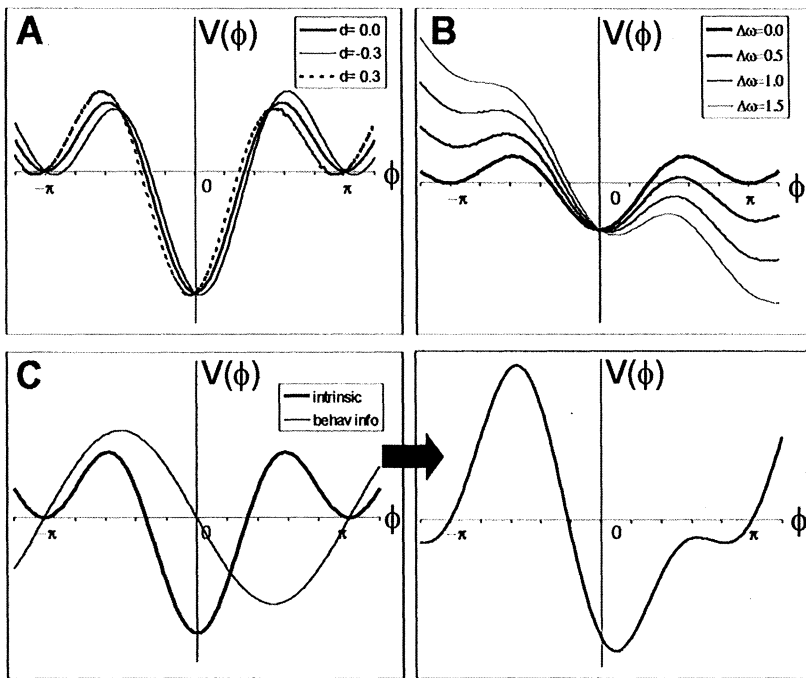 A
V(ϕ)
d= 0.0
d=-0.3
d= 0.3
-π
0
π
ϕ
B
V(ϕ)
Δω=0.0
Δω=0.5
Δω=1.0
Δω=1.5
-π
0
π
ϕ
C
V(ϕ)
intrinsic
behav info
-π
0
π
ϕ
V(ϕ)
-π
0
π
ϕ